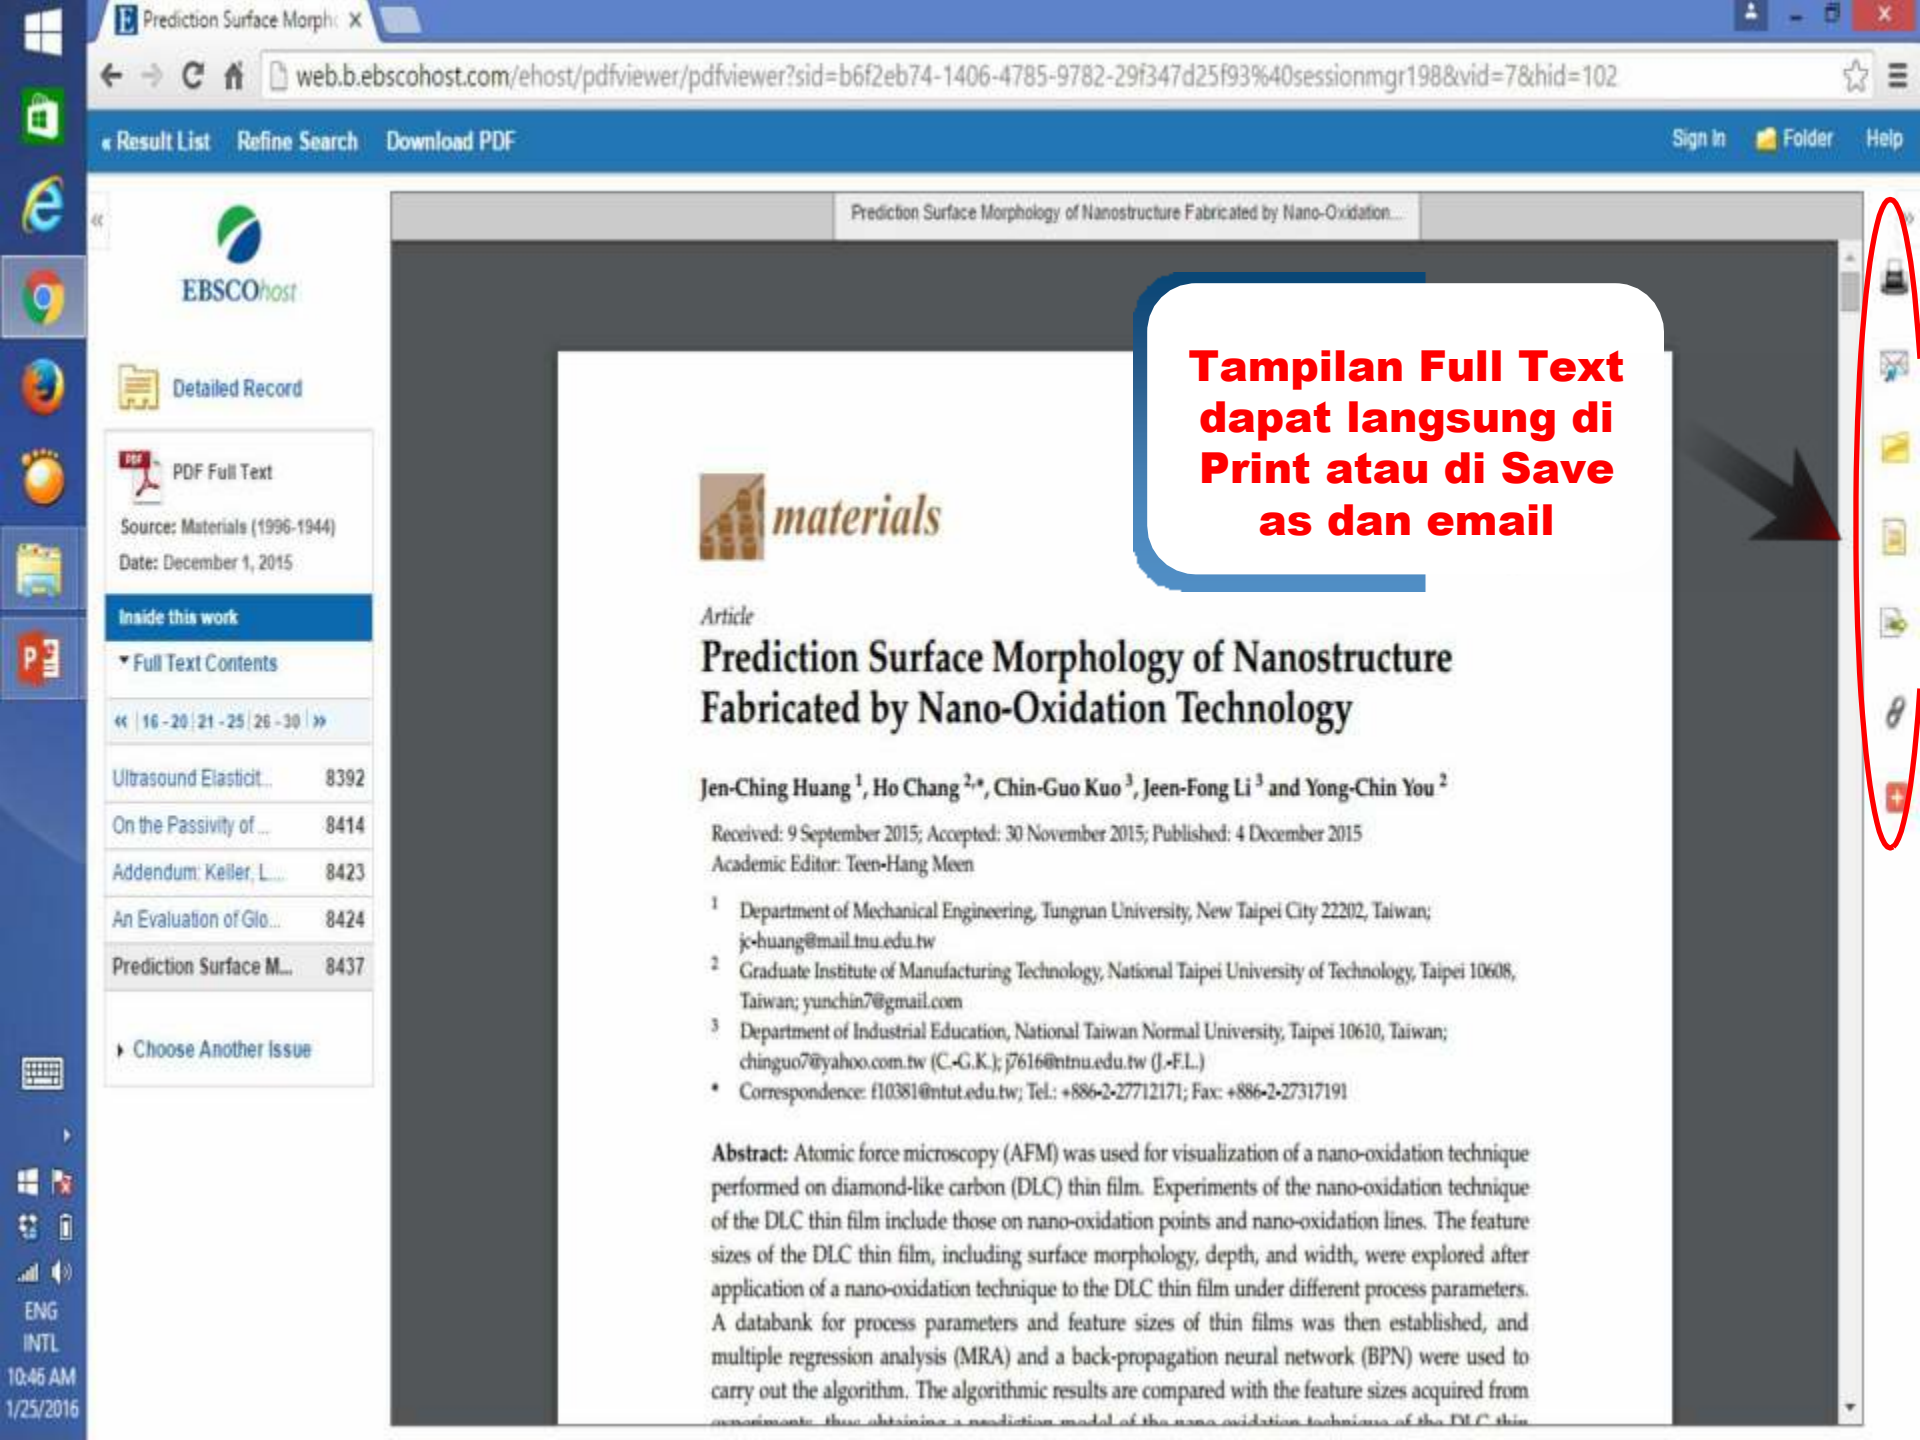 Prediction Surface Morph
web.b.ebscohost.com/ehost/pdfviewer/pdfviewer?sid=b6f2eb74-1406-4785-9782-29f347d25f93%40sessionmgr198&vid=7&hid=102
« Result List Refine Search Download PDF Sign In Folder Help
Prediction Surface Morphology of Nanostructure Fabricated by Nano-Oxidation...
EBSCOhost
Detailed Record
PDF Full Text
Source: Materials (1996-1944)
Date: December 1, 2015
Inside this work
Full Text Contents
« | 16 - 20 | 21 - 25 | 26 - 30 | »
Ultrasound Elasticit... 8392
On the Passivity of ... 8414
Addendum: Keller, L.... 8423
An Evaluation of Glo... 8424
Prediction Surface M... 8437
Choose Another Issue
Tampilan Full Text
dapat langsung di
Print atau di Save
as dan email
materials
Article
Prediction Surface Morphology of Nanostructure
Fabricated by Nano-Oxidation Technology
Jen-Ching Huang 1, Ho Chang 2,*, Chin-Guo Kuo 3, Jeen-Fong Li 3 and Yong-Chin You 2
Received: 9 September 2015; Accepted: 30 November 2015; Published: 4 December 2015
Academic Editor: Teen-Hang Meen
1 Department of Mechanical Engineering, Tungnan University, New Taipei City 22202, Taiwan;
jc-huang@mail.tnu.edu.tw
2 Graduate Institute of Manufacturing Technology, National Taipei University of Technology, Taipei 10608,
Taiwan; yunchin7@gmail.com
3 Department of Industrial Education, National Taiwan Normal University, Taipei 10610, Taiwan;
chinguo7@yahoo.com.tw (C.-G.K.); j7616@ntnu.edu.tw (J.-F.L.)
* Correspondence: f10381@ntut.edu.tw; Tel.: +886-2-27712171; Fax: +886-2-27317191
Abstract: Atomic force microscopy (AFM) was used for visualization of a nano-oxidation technique
performed on diamond-like carbon (DLC) thin film. Experiments of the nano-oxidation technique
of the DLC thin film include those on nano-oxidation points and nano-oxidation lines. The feature
sizes of the DLC thin film, including surface morphology, depth, and width, were explored after
application of a nano-oxidation technique to the DLC thin film under different process parameters.
A databank for process parameters and feature sizes of thin films was then established, and
multiple regression analysis (MRA) and a back-propagation neural network (BPN) were used to
carry out the algorithm. The algorithmic results are compared with the feature sizes acquired from
experiments, thus obtaining a prediction model of the nano-oxidation technique of the DLC thin
ENG
INTL
10:46 AM
1/25/2016